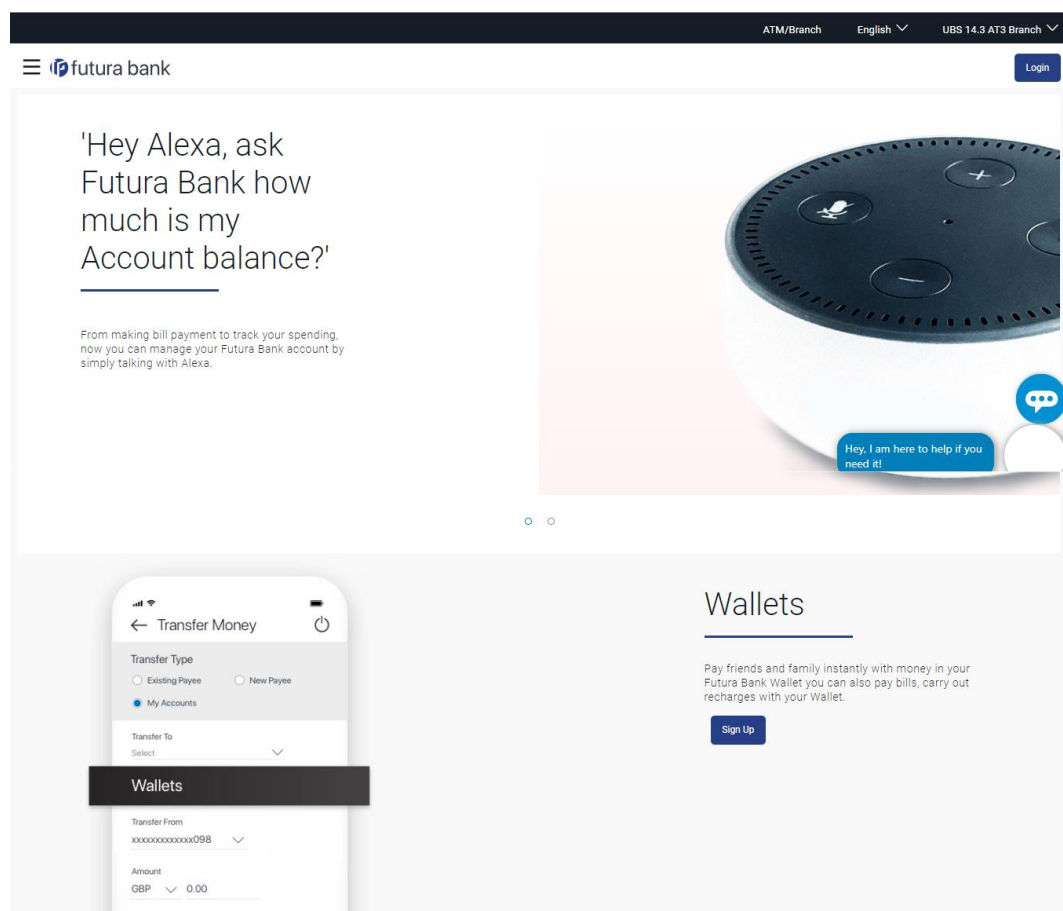 ATM/Branch English UBS 14.3 AT3 Branch
futura bank
Login
'Hey Alexa, ask
Futura Bank how
much is my
Account balance?'
From making bill payment to track your spending,
now you can manage your Futura Bank account by
simply talking with Alexa.
Hey, I am here to help if you
need it!
Transfer Money
Transfer Type
Existing Payee New Payee
My Accounts
Transfer To
Select
Wallets
Transfer From
xxxxxxxxxxxxx098
Amount
GBP 0.00
Wallets
Pay friends and family instantly with money in your
Futura Bank Wallet you can also pay bills, carry out
recharges with your Wallet.
Sign Up